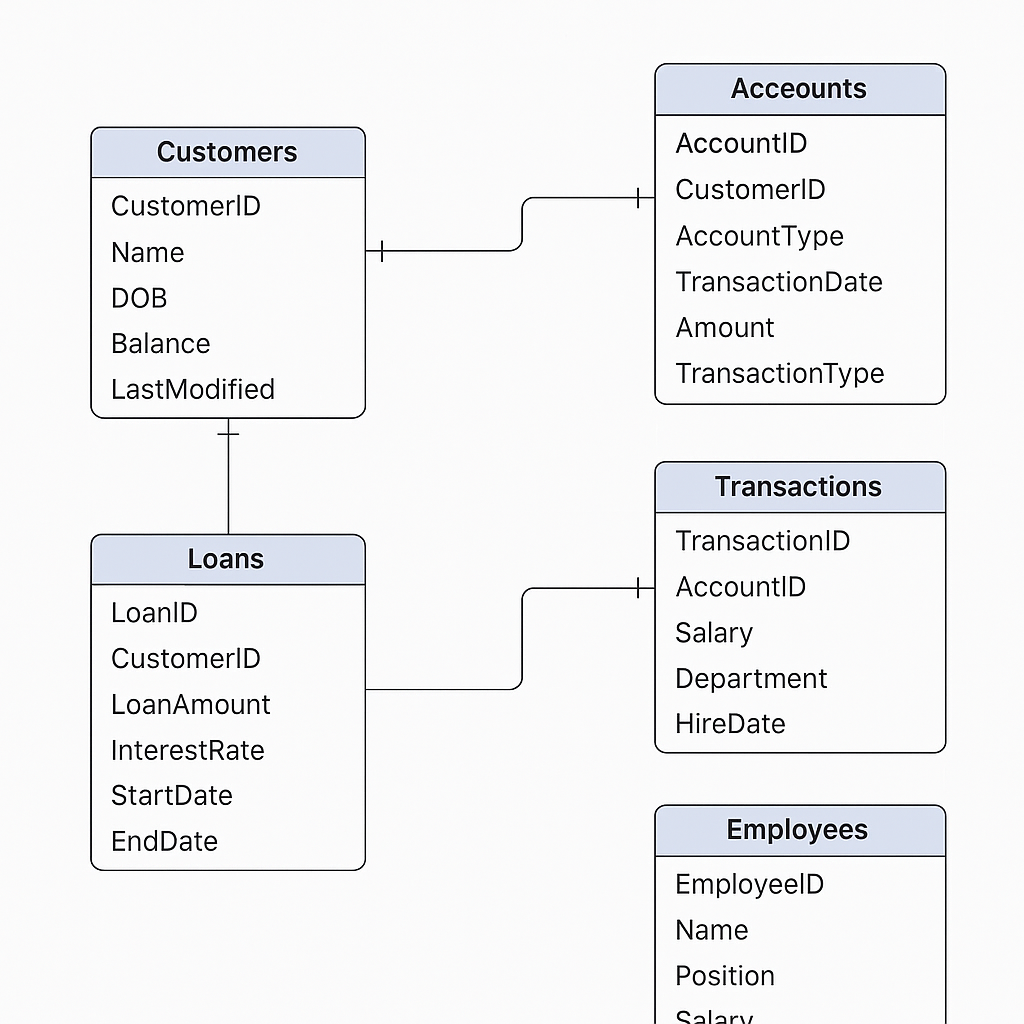 Customers
CustomerID
Name
DOB
Balance
LastModified
Acceounts
AccountID
CustomerID
AccountType
TransactionDate
Amount
TransactionType
Loans
LoanID
CustomerID
LoanAmount
InterestRate
StartDate
EndDate
Transactions
TransactionID
AccountID
Salary
Department
HireDate
Employees
EmployeeID
Name
Position
Salary